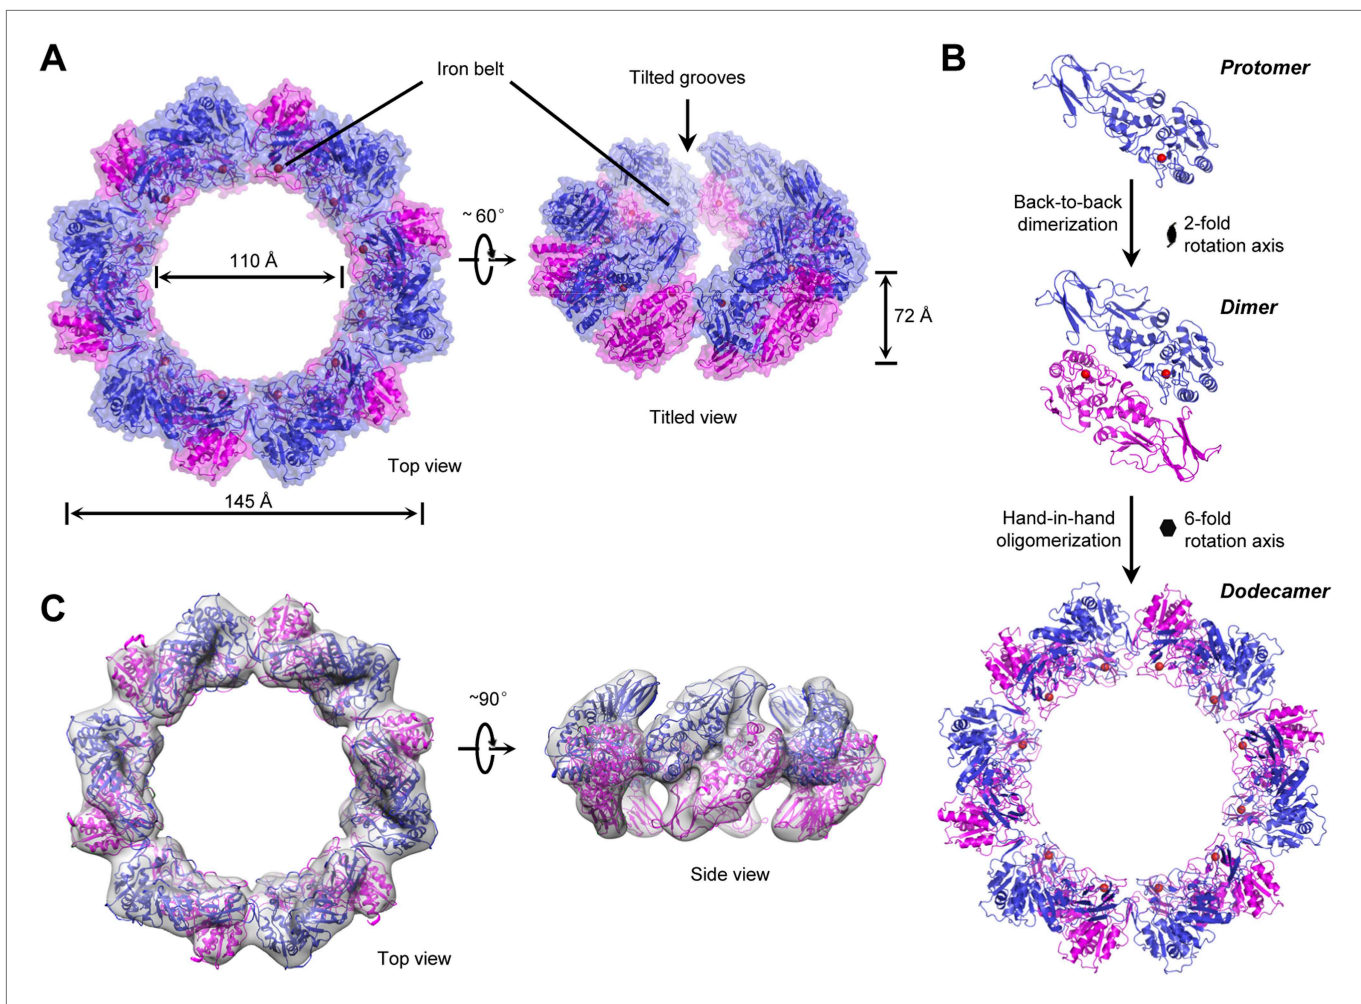 A
Iron belt
Tilted grooves
~ 60°
110 Å
72 Å
Titled view
Top view
145 Å
B
Protomer
Back-to-back
dimerization
2-fold
rotation axis
Dimer
Hand-in-hand
oligomerization
6-fold
rotation axis
Dodecamer
C
~90°
Side view
Top view